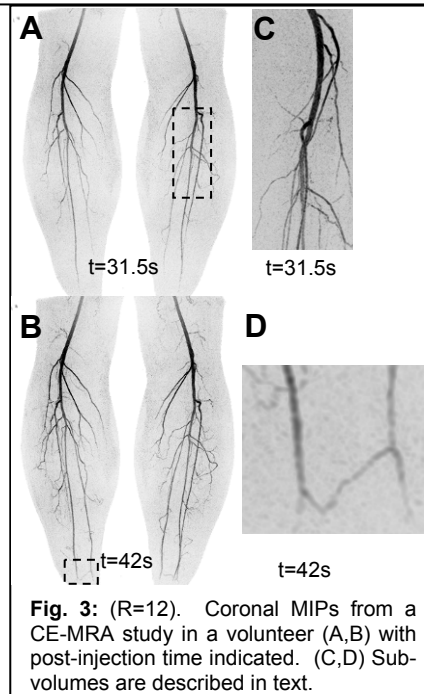 A
C
t=31.5s
t=31.5s
B
D
t=42s
t=42s
Fig. 3: (R=12). Coronal MIPs from a
CE-MRA study in a volunteer (A,B) with
post-injection time indicated. (C,D) Sub-
volumes are described in text.